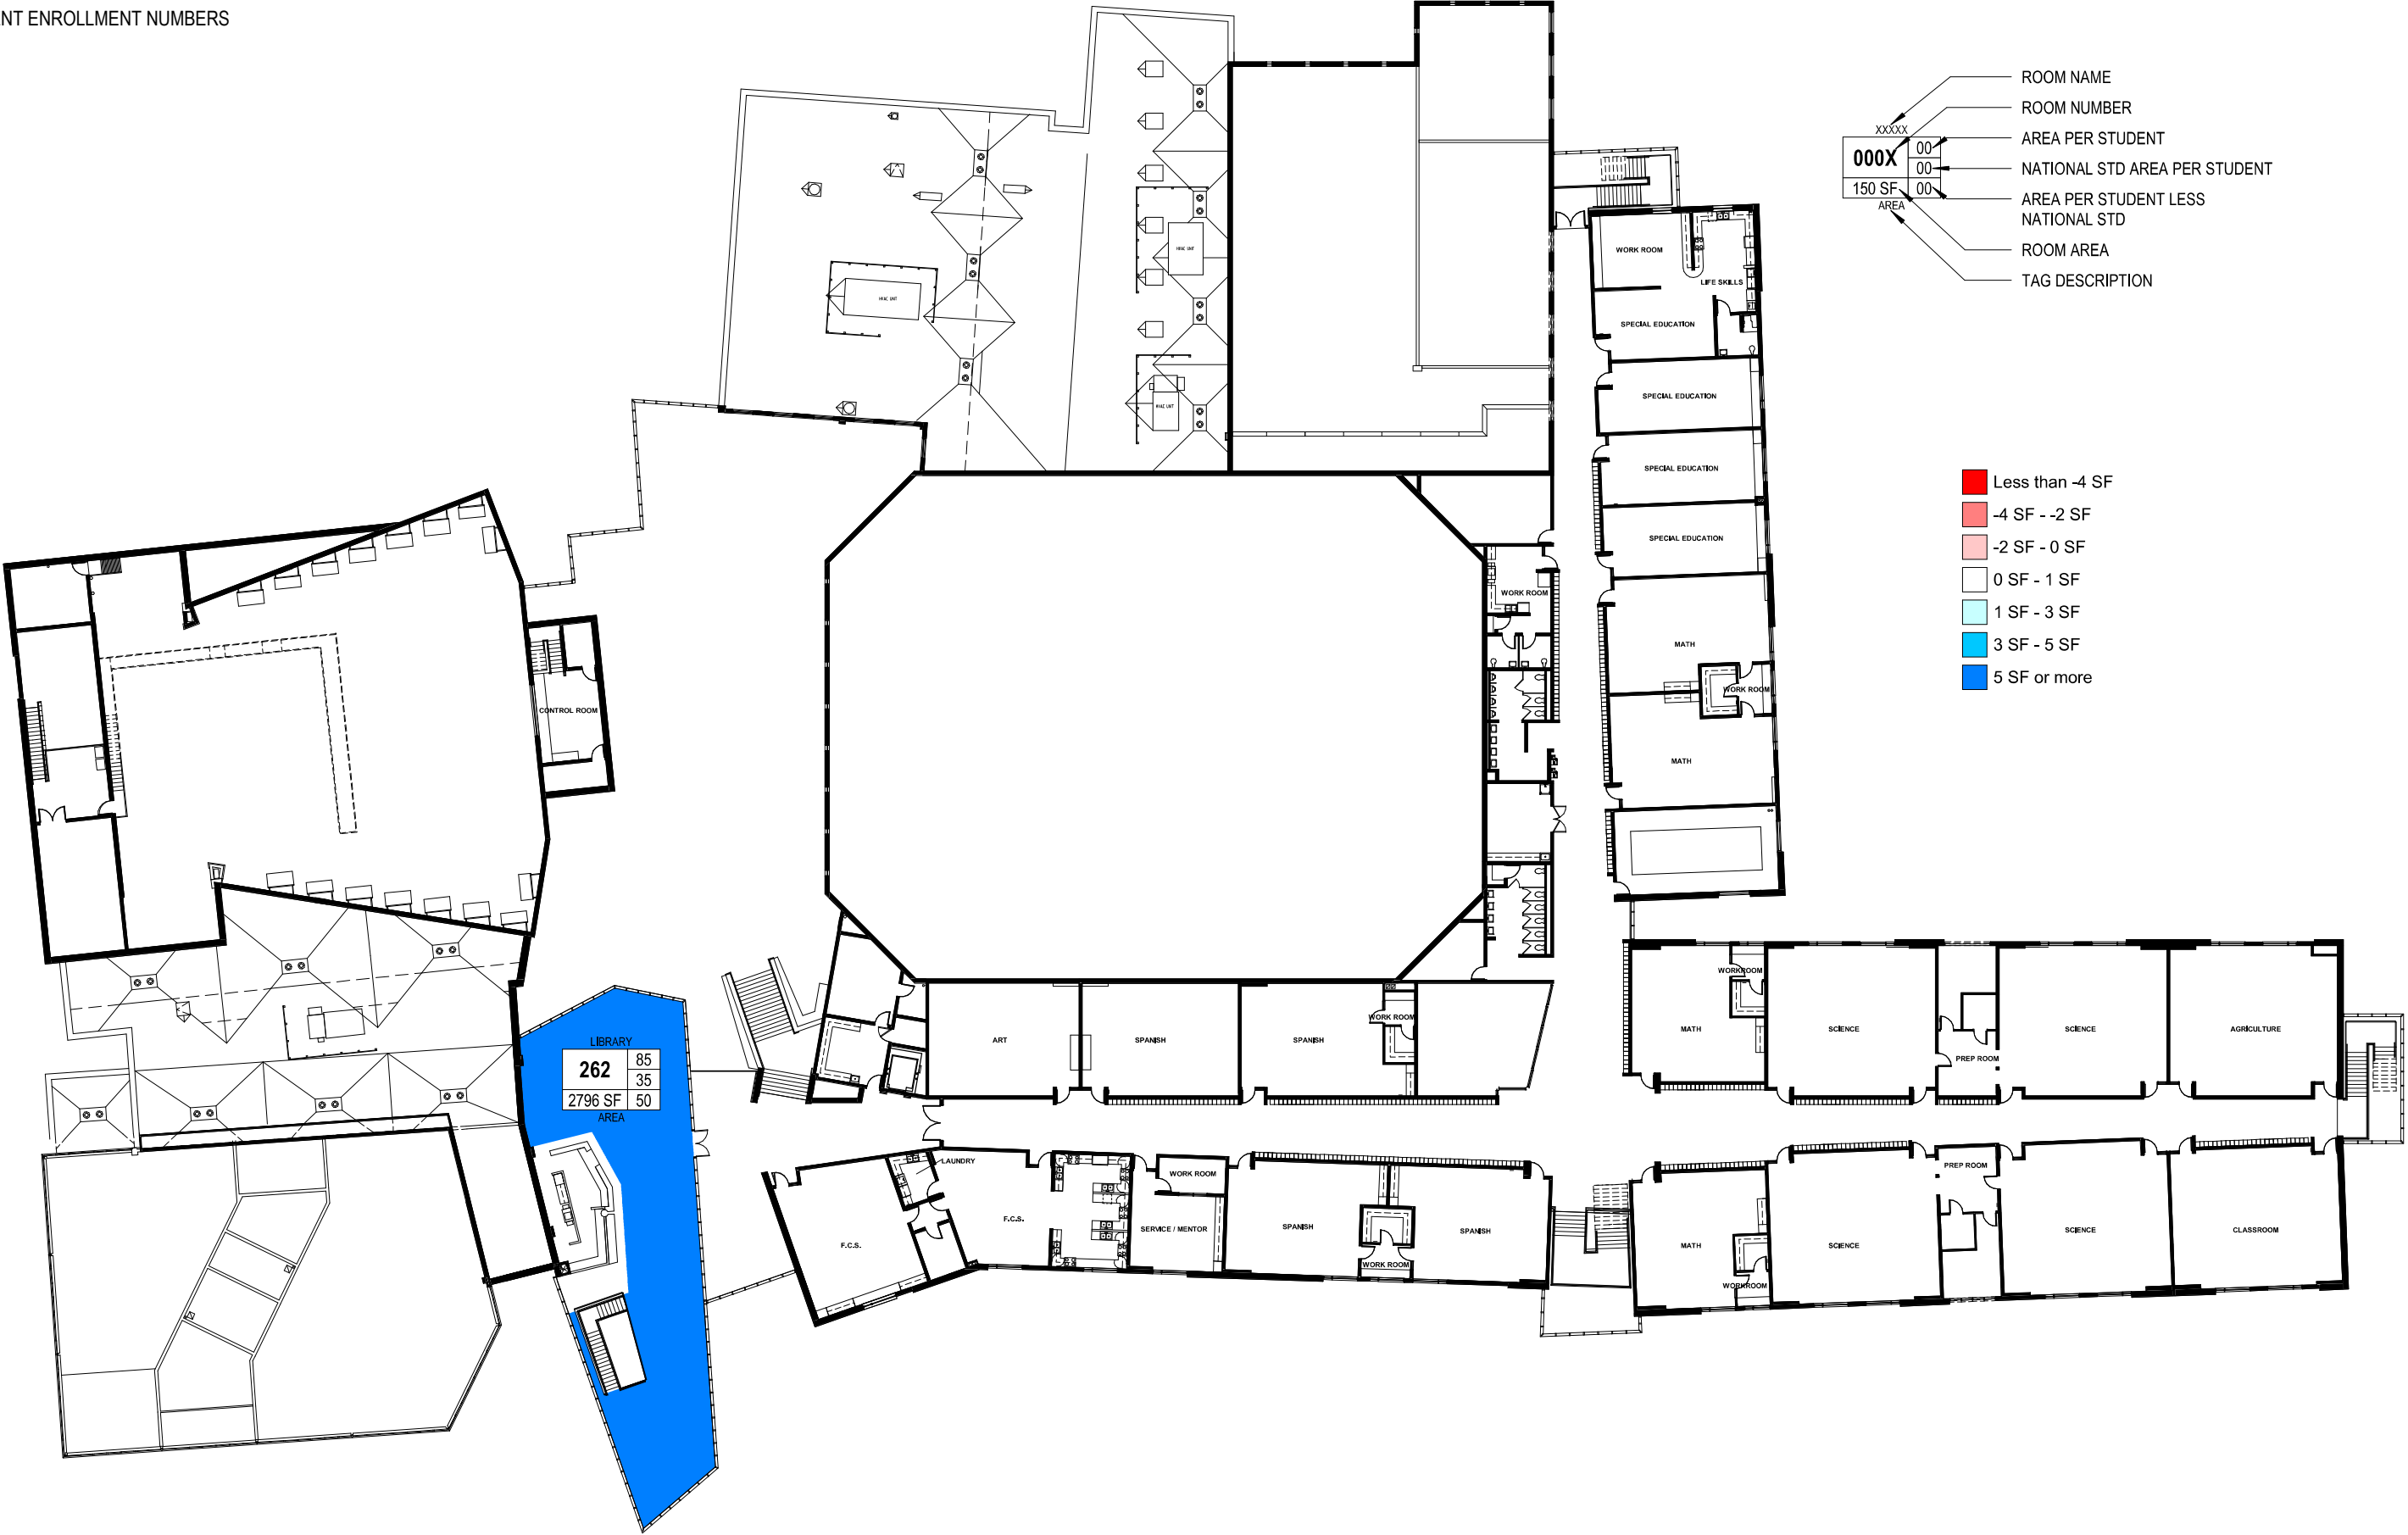 NT ENROLLMENT NUMBERS
ROOM NAME
ROOM NUMBER
XXXXX
AREA PER STUDENT
000X
00
NATIONAL STD AREA PER STUDENT
00
150 SF
00
AREA PER STUDENT LESS
NATIONAL STD
AREA
ROOM AREA
TAG DESCRIPTION
Less than -4 SF
-4 SF - -2 SF
-2 SF - 0 SF
0 SF - 1 SF
1 SF - 3 SF
3 SF - 5 SF
5 SF or more
HVAC UNIT
HVAC UNIT
HVAC UNIT
WORK ROOM
LIFE SKILLS
SPECIAL EDUCATION
SPECIAL EDUCATION
SPECIAL EDUCATION
SPECIAL EDUCATION
WORK ROOM
MATH
WORK ROOM
MATH
CONTROL ROOM
LIBRARY
262
85
35
2796 SF
50
AREA
ART
SPANISH
SPANISH
WORK ROOM
MATH
WORKROOM
SCIENCE
PREP ROOM
SCIENCE
AGRICULTURE
F.C.S.
LAUNDRY
F.C.S.
WORK ROOM
SERVICE / MENTOR
SPANISH
WORK ROOM
SPANISH
MATH
WORKROOM
SCIENCE
PREP ROOM
SCIENCE
CLASSROOM